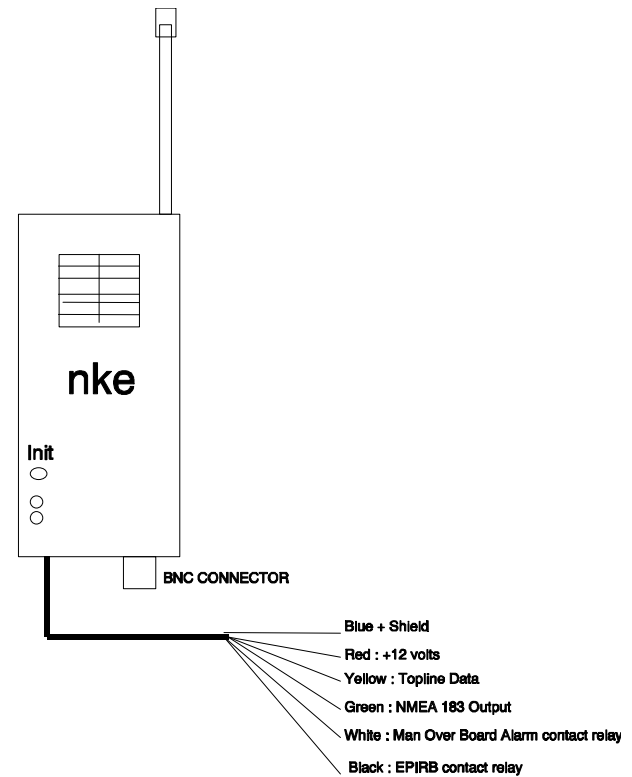 nke
Init
BNC CONNECTOR
Blue + Shield
Red : +12 volts
Yellow : Topline Data
Green : NMEA 183 Output
White : Man Over Board Alarm contact relay
Black : EPIRB contact relay